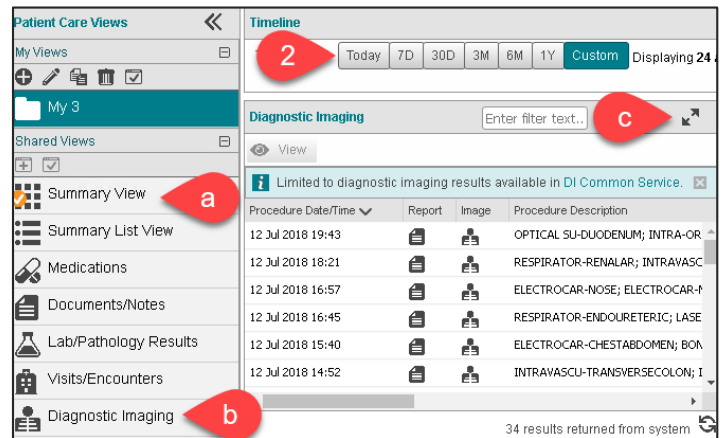 Patient Care Views
My Views
My 3
Shared Views
Summary View
a
Summary List View
Medications
Documents/Notes
Lab/Pathology Results
Visits/Encounters
Diagnostic Imaging
b
Timeline
2
Today 7D 30D 3M 6M 1Y Custom Displaying 24
Diagnostic Imaging Enter filter text.. c
View
Limited to diagnostic imaging results available in DI Common Service.
Procedure Date/Time Report Image Procedure Description
12 Jul 2018 19:43 OPTICAL SU-DUODENUM; INTRA-OR
12 Jul 2018 18:21 RESPIRATOR-RENALAR; INTRAVASC
12 Jul 2018 16:57 ELECTROCAR-NOSE; ELECTROCAR-
12 Jul 2018 16:45 RESPIRATOR-ENDOURETERIC; LASE
12 Jul 2018 15:40 ELECTROCAR-CHESTABDOMEN; BON
12 Jul 2018 14:52 INTRAVASCU-TRANSVERSECOLON; I
34 results returned from system